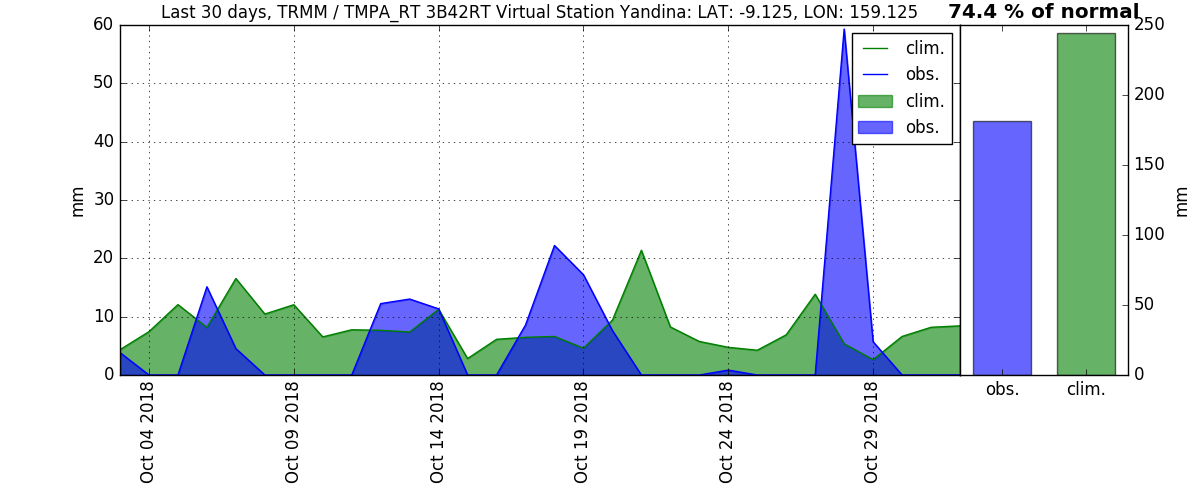 Last 30 days, TRMM / TMPA_RT 3B42RT Virtual Station Yandina: LAT: -9.125, LON: 159.125
74.4 % of normal
60
50
40
30
20
10
0
mm
clim.
obs.
clim.
obs.
250
200
150
100
50
0
mm
obs.
clim.
Oct 04 2018
Oct 09 2018
Oct 14 2018
Oct 19 2018
Oct 24 2018
Oct 29 2018